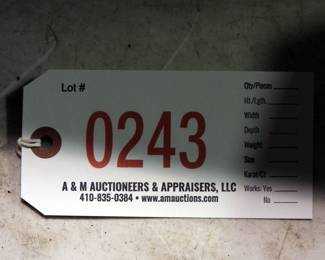 Lot #
0243
A & M AUCTIONEERS & APPRAISERS, LLC
410-835-0384 • www.amauctions.com
Qty/Pieces
Ht./Lgth.
Width
Depth
Weight
Size
Karat/Ct
Works: Yes
No